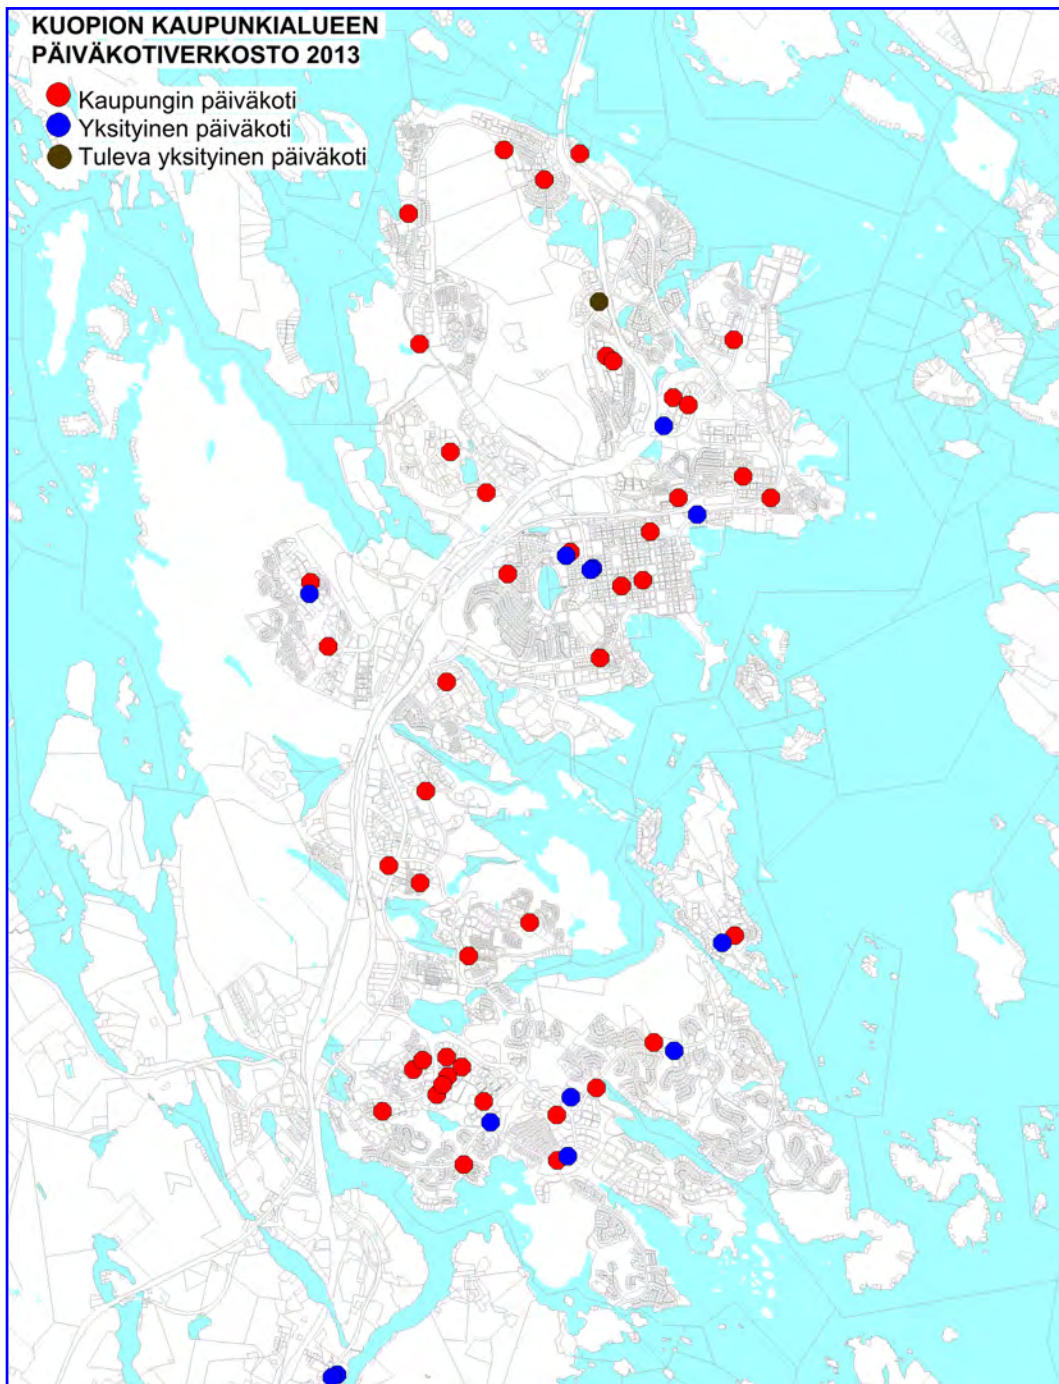 KUOPION KAUPUNKIALUEEN
PÄIVÄKOTIVERKOSTO 2013
Kaupungin päiväkoti
Yksityinen päiväkoti
Tuleva yksityinen päiväkoti